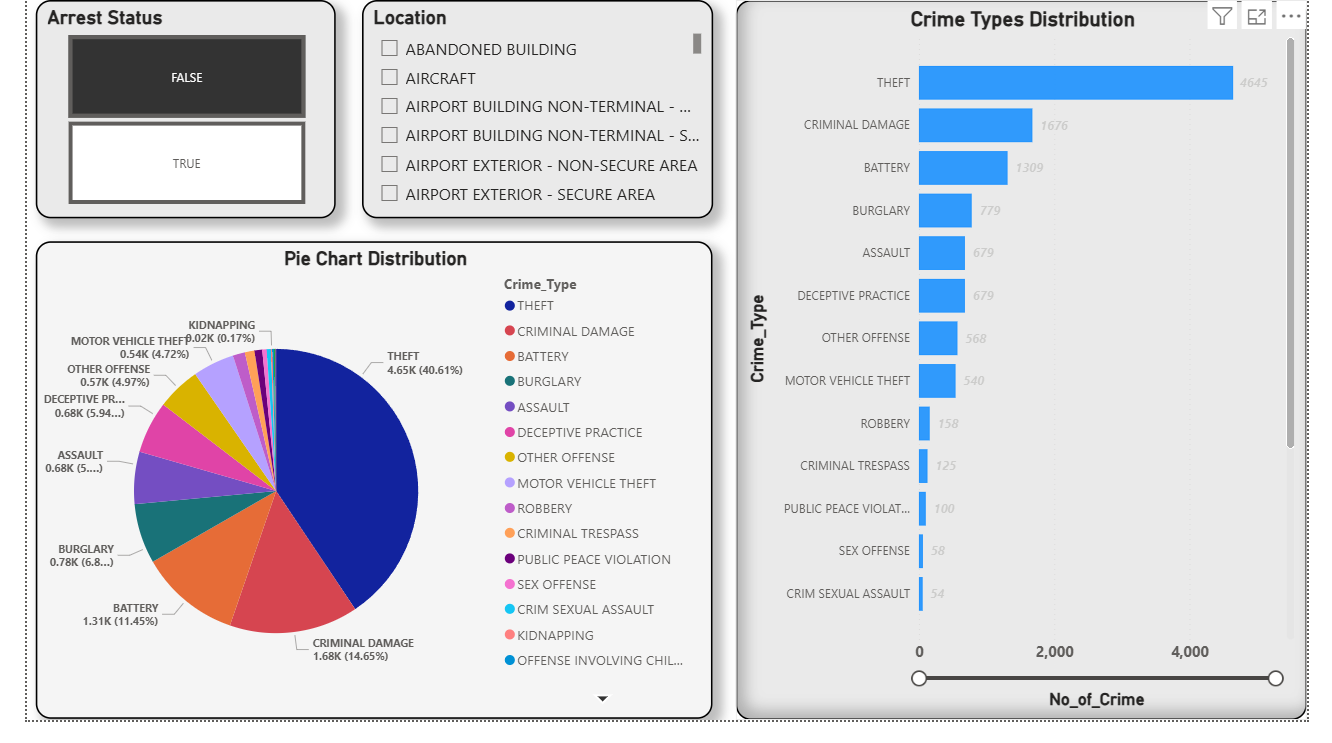 Arrest Status
FALSE
TRUE
Location
ABANDONED BUILDING
AIRCRAFT
AIRPORT BUILDING NON-TERMINAL - ...
AIRPORT BUILDING NON-TERMINAL - S...
AIRPORT EXTERIOR - NON-SECURE AREA
AIRPORT EXTERIOR - SECURE AREA
Pie Chart Distribution
KIDNAPPING
0.02K (0.17%)
MOTOR VEHICLE THEFT
0.54K (4.72%)
OTHER OFFENSE
0.57K (4.97%)
DECEPTIVE PR...
0.68K (5.94...)
ASSAULT
0.68K (5....)
BURGLARY
0.78K (6.8...)
BATTERY
1.31K (11.45%)
CRIMINAL DAMAGE
1.68K (14.65%)
THEFT
4.65K (40.61%)
Crime_Type
THEFT
CRIMINAL DAMAGE
BATTERY
BURGLARY
ASSAULT
DECEPTIVE PRACTICE
OTHER OFFENSE
MOTOR VEHICLE THEFT
ROBBERY
CRIMINAL TRESPASS
PUBLIC PEACE VIOLATION
SEX OFFENSE
CRIM SEXUAL ASSAULT
KIDNAPPING
OFFENSE INVOLVING CHIL...
Crime Types Distribution
Crime_Type
THEFT 4645
CRIMINAL DAMAGE 1676
BATTERY 1309
BURGLARY 779
ASSAULT 679
DECEPTIVE PRACTICE 679
OTHER OFFENSE 568
MOTOR VEHICLE THEFT 540
ROBBERY 158
CRIMINAL TRESPASS 125
PUBLIC PEACE VIOLAT... 100
SEX OFFENSE 58
CRIM SEXUAL ASSAULT 54
0 2,000 4,000
No_of_Crime